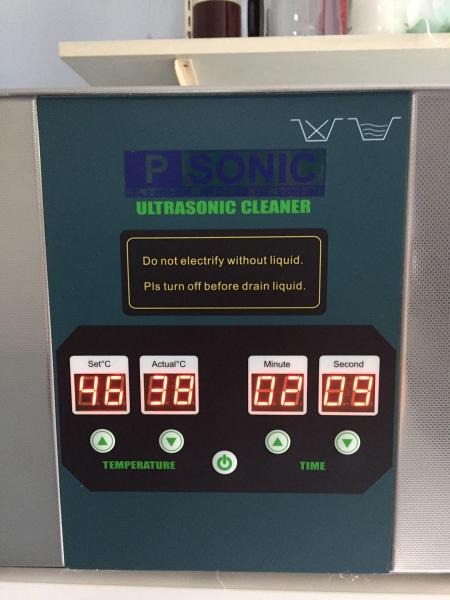 P SONIC
ULTRASONIC CLEANER
Do not electrify without liquid.
Pls turn off before drain liquid.
Set°C Actual°C Minute Second
46 38 02 09
TEMPERATURE TIME